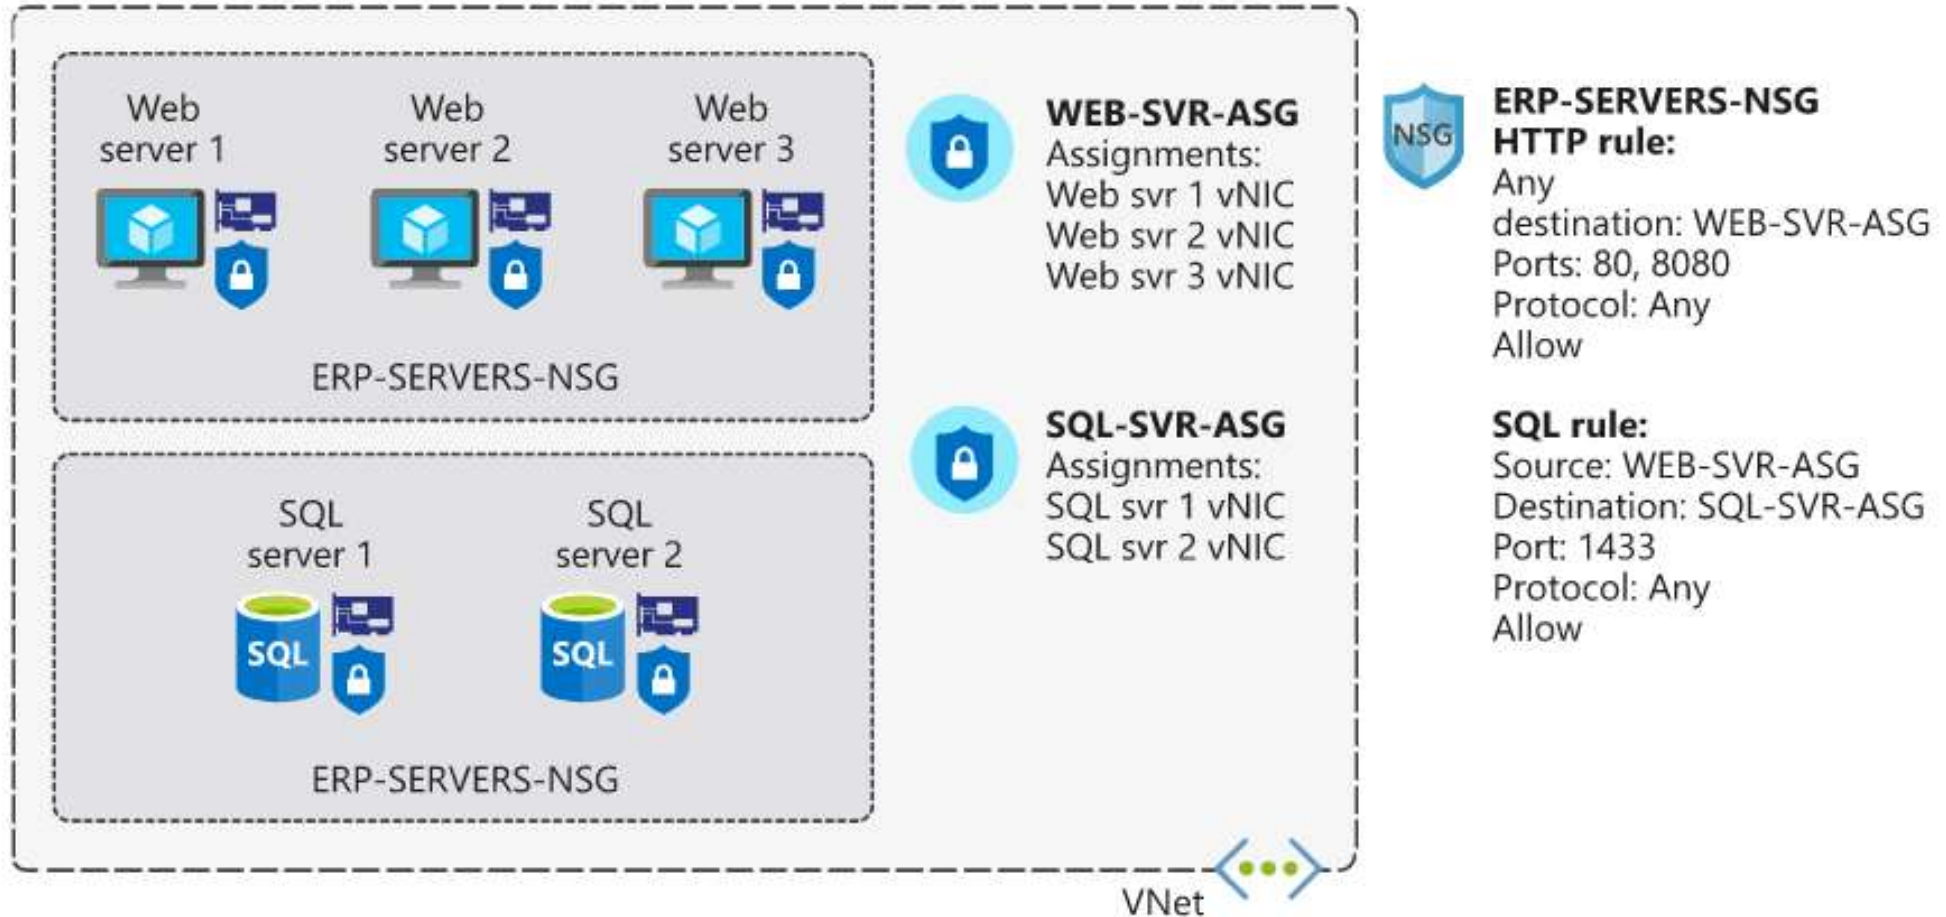 Web
server 1
Web
server 2
Web
server 3
ERP-SERVERS-NSG
SQL
server 1
SQL
server 2
SQL
SQL
ERP-SERVERS-NSG
WEB-SVR-ASG
Assignments:
Web svr 1 vNIC
Web svr 2 vNIC
Web svr 3 vNIC
SQL-SVR-ASG
Assignments:
SQL svr 1 vNIC
SQL svr 2 vNIC
VNet
NSG
ERP-SERVERS-NSG
HTTP rule:
Any
destination: WEB-SVR-ASG
Ports: 80, 8080
Protocol: Any
Allow
SQL rule:
Source: WEB-SVR-ASG
Destination: SQL-SVR-ASG
Port: 1433
Protocol: Any
Allow